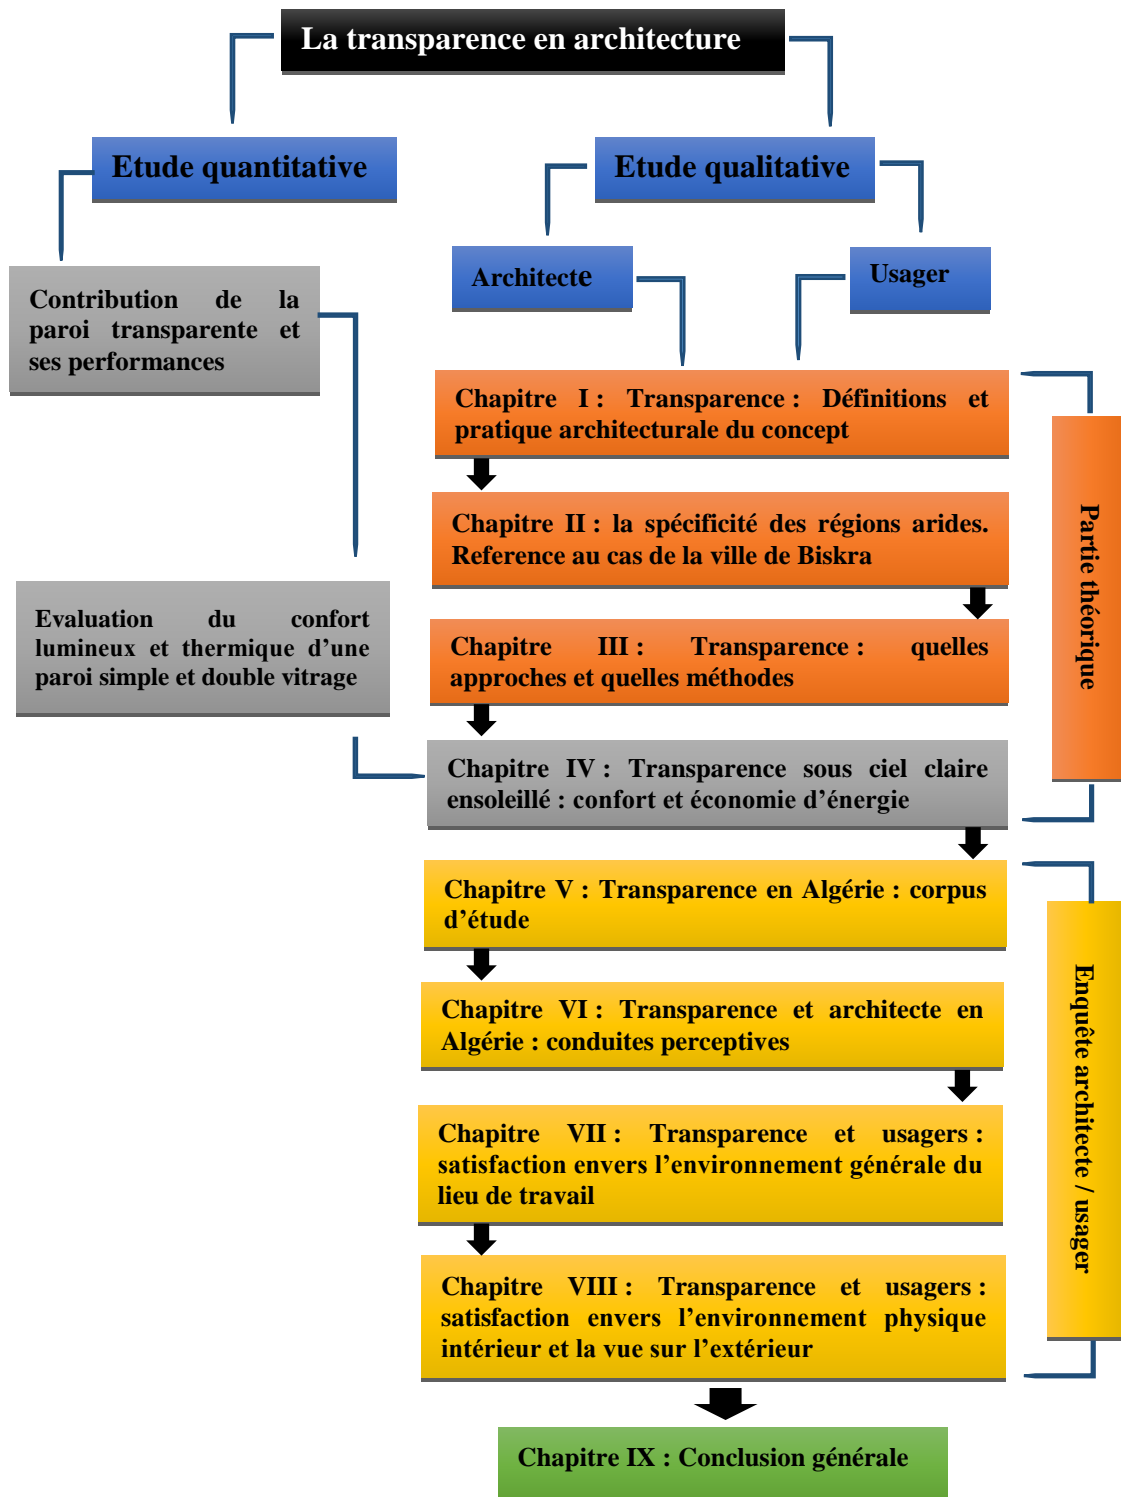 La transparence en architecture
Etude quantitative
Etude qualitative
Architecte
Usager
Contribution de la
paroi transparente et
ses performances
Chapitre I : Transparence : Définitions et
pratique architecturale du concept
Chapitre II : la spécificité des régions arides.
Reference au cas de la ville de Biskra
Evaluation du confort
lumineux et thermique d’une
paroi simple et double vitrage
Chapitre III : Transparence : quelles
approches et quelles méthodes
Partie théorique
Chapitre IV : Transparence sous ciel claire
ensoleillé : confort et économie d’énergie
Chapitre V : Transparence en Algérie : corpus
d’étude
Chapitre VI : Transparence et architecte en
Algérie : conduites perceptives
Chapitre VII : Transparence et usagers :
satisfaction envers l’environnement générale du
lieu de travail
Chapitre VIII : Transparence et usagers :
satisfaction envers l’environnement physique
intérieur et la vue sur l’extérieur
Enquête architecte / usager
Chapitre IX : Conclusion générale